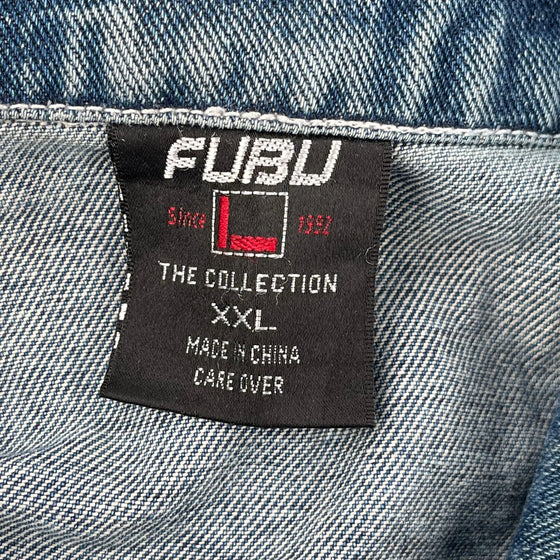 FUBU
Since 1992
THE COLLECTION
XXL
MADE IN CHINA
CARE OVER